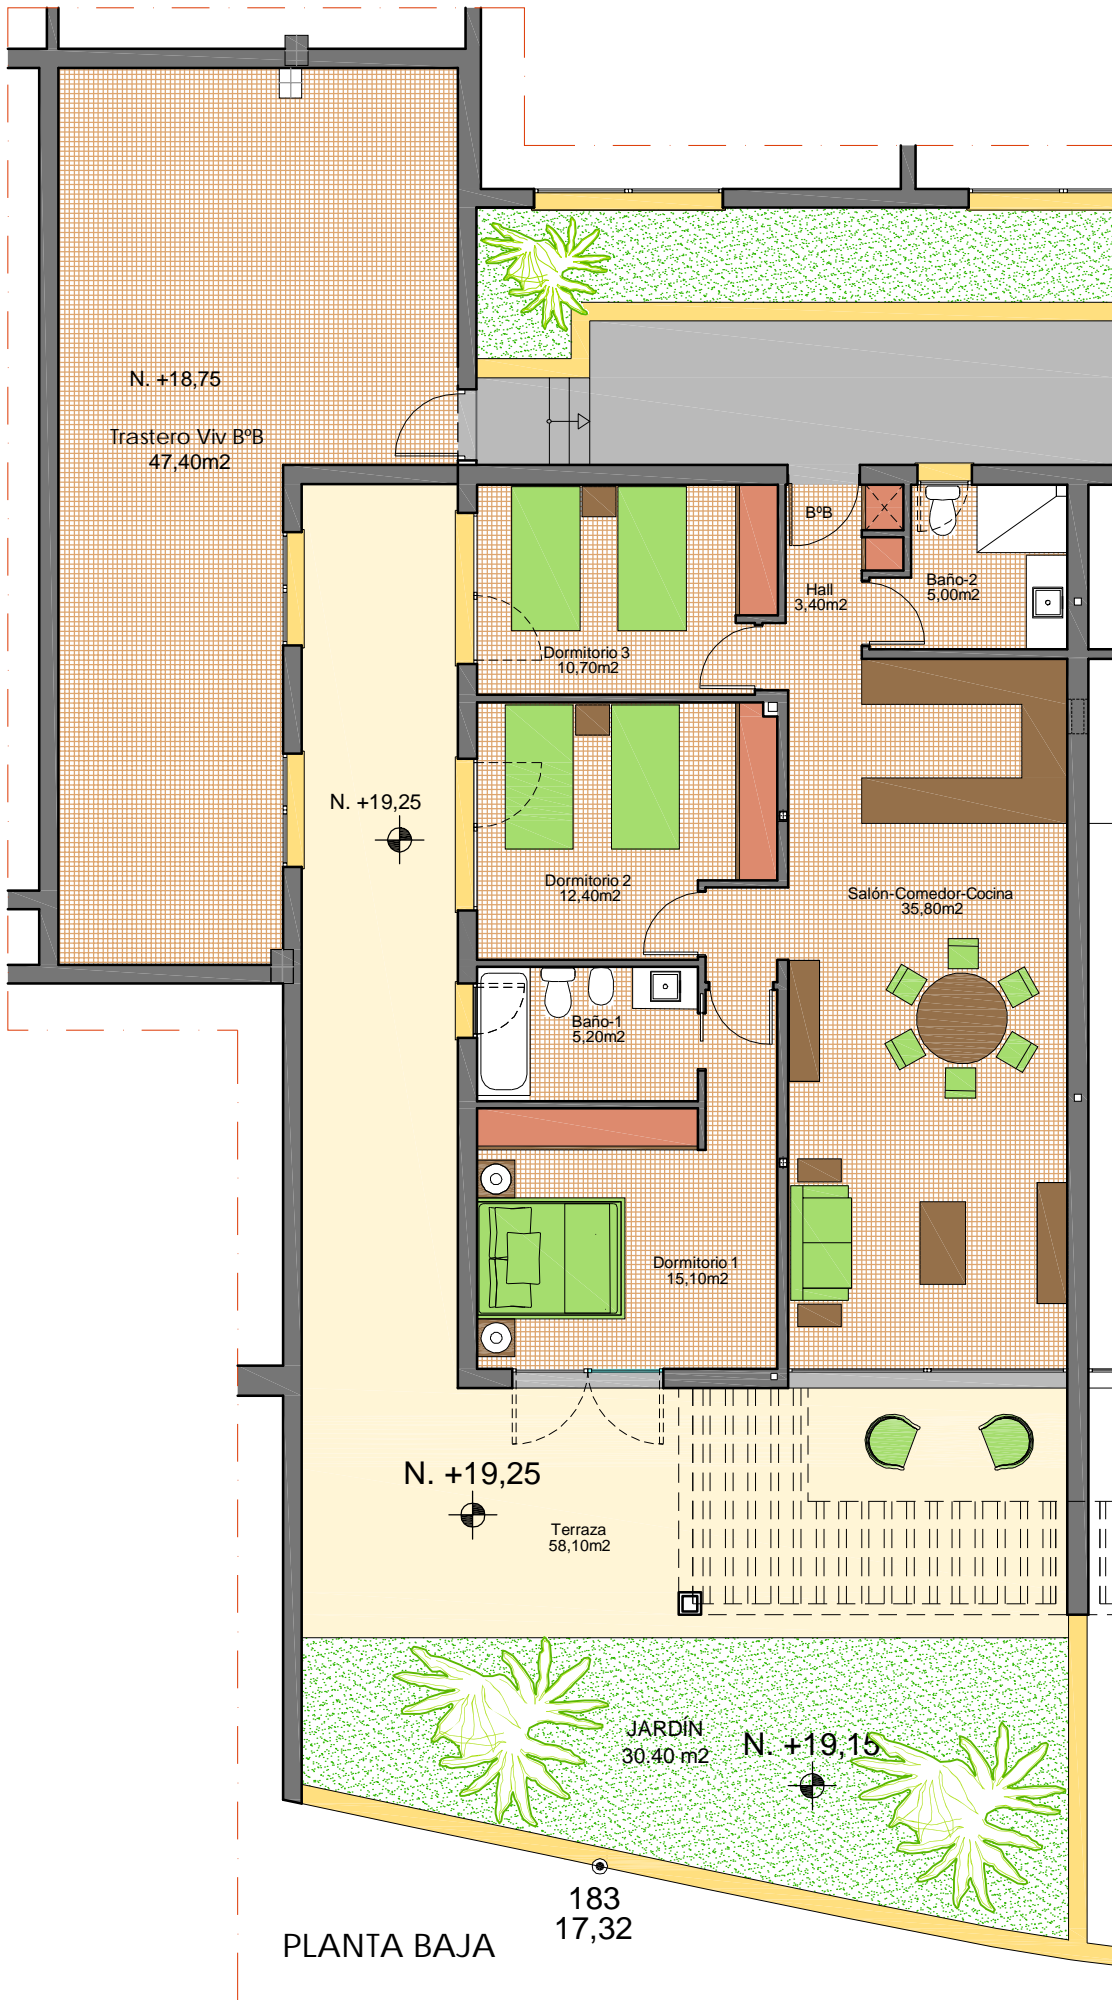 N. +18,75
Trastero Viv BºB
47,40m2
BºB
Hall
3,40m2
Baño-2
5,00m2
Dormitorio 3
10,70m2
N. +19,25
Dormitorio 2
12,40m2
Salón-Comedor-Cocina
35,80m2
Baño-1
5,20m2
Dormitorio 1
15,10m2
N. +19,25
Terraza
58,10m2
JARDÍN
30.40 m2
N. +19,15
183
17,32
PLANTA BAJA